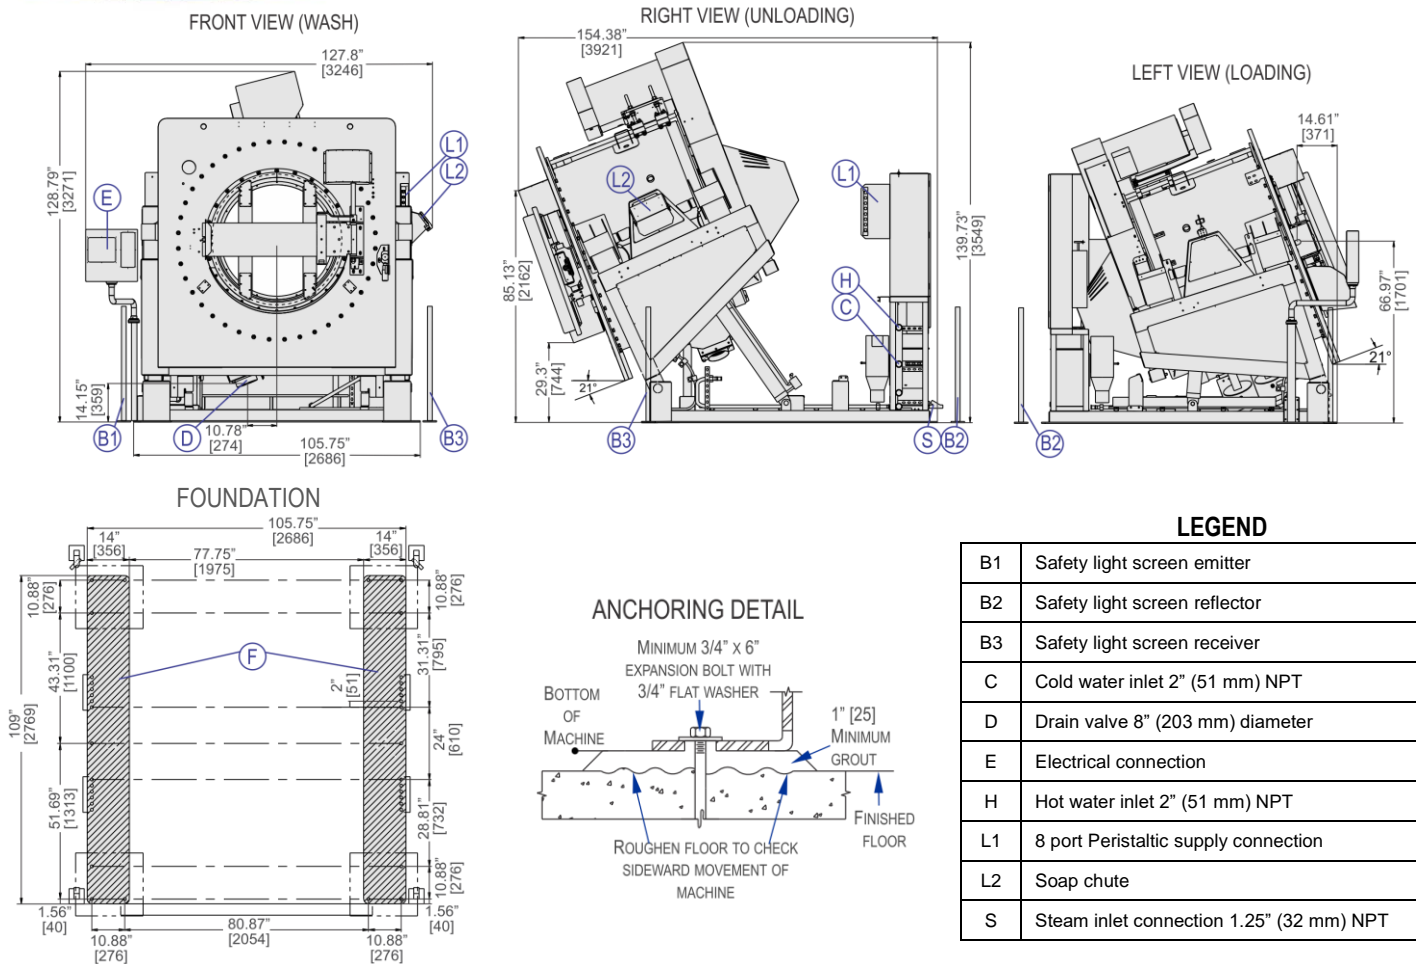 FRONT VIEW (WASH)
127.8"
[3246]
128.79"
[3271]
E
L1
L2
14.15"
[359]
B1
D
10.78"
[274]
105.75"
[2686]
B3
RIGHT VIEW (UNLOADING)
154.38"
[3921]
L2
L1
139.73"
[3549]
85.13"
[2162]
H
C
29.3"
[744]
21°
B3
S
B2
LEFT VIEW (LOADING)
14.61"
[371]
66.97"
[1701]
21°
B2
FOUNDATION
105.75"
[2686]
14"
[356]
77.75"
[1975]
14"
[356]
10.88"
[276]
10.88"
[276]
F
43.31"
[1100]
31.31"
[795]
2"
[51]
109"
[2769]
24"
[610]
51.69"
[1313]
28.81"
[732]
10.88"
[276]
1.56"
[40]
80.87"
[2054]
1.56"
[40]
10.88"
[276]
10.88"
[276]
ANCHORING DETAIL
MINIMUM 3/4" X 6"
EXPANSION BOLT WITH
3/4" FLAT WASHER
BOTTOM
OF
MACHINE
1" [25]
MINIMUM
GROUT
FINISHED
FLOOR
ROUGHEN FLOOR TO CHECK
SIDEWARD MOVEMENT OF
MACHINE
LEGEND
B1 Safety light screen emitter
B2 Safety light screen reflector
B3 Safety light screen receiver
C Cold water inlet 2" (51 mm) NPT
D Drain valve 8" (203 mm) diameter
E Electrical connection
H Hot water inlet 2" (51 mm) NPT
L1 8 port Peristaltic supply connection
L2 Soap chute
S Steam inlet connection 1.25" (32 mm) NPT